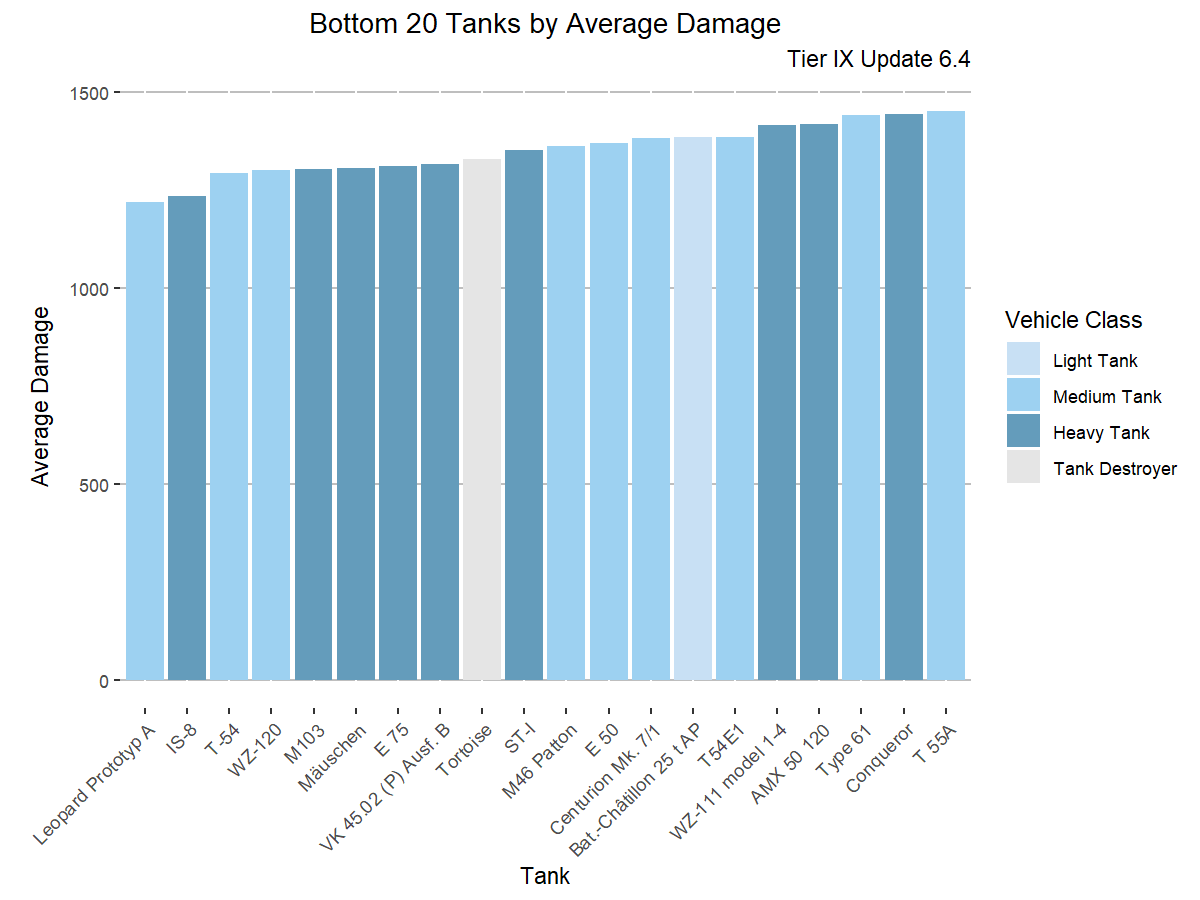 Bottom 20 Tanks by Average Damage
Tier IX Update 6.4
1500
1000
500
0
Average Damage
Leopard Prototyp A
IS-8
T-54
WZ-120
M103
Mäuschen
E 75
VK 45.02 (P) Ausf. B
Tortoise
ST-I
M46 Patton
E 50
Centurion Mk. 7/1
Bat.-Châtillon 25 t AP
T54E1
WZ-111 model 1-4
AMX 50 120
Type 61
Conqueror
T 55A
Tank
Vehicle Class
Light Tank
Medium Tank
Heavy Tank
Tank Destroyer